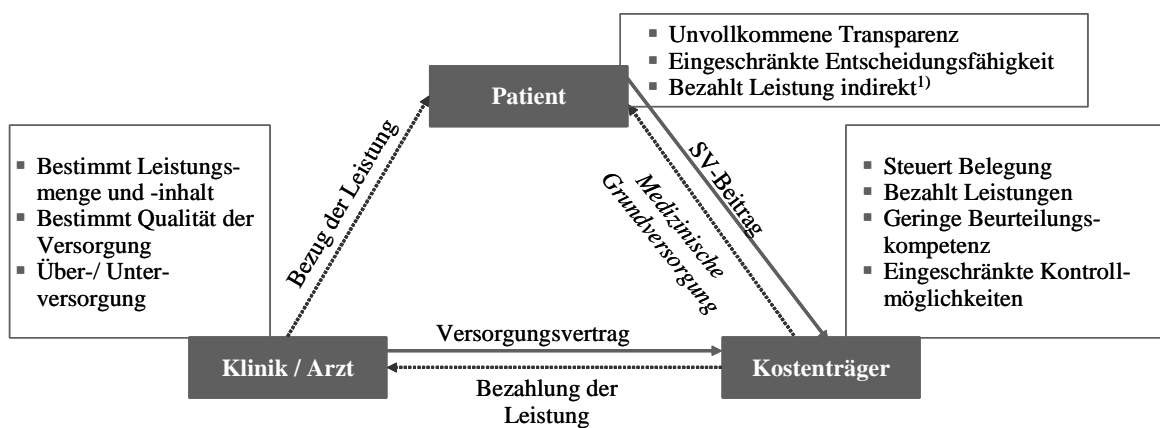 ▪ Unvollkommene Transparenz
▪ Eingeschränkte Entscheidungsfähigkeit
▪ Bezahlt Leistung indirekt1)
Patient
▪ Bestimmt Leistungs-
menge und -inhalt
▪ Bestimmt Qualität der
Versorgung
▪ Über-/ Unter-
versorgung
Bezug der Leistung
Medizinische
Grundversorgung
SV-Beitrag
▪ Steuert Belegung
▪ Bezahlt Leistungen
▪ Geringe Beurteilungs-
kompetenz
▪ Eingeschränkte Kontroll-
möglichkeiten
Klinik / Arzt
Versorgungsvertrag
Bezahlung der
Leistung
Kostenträger